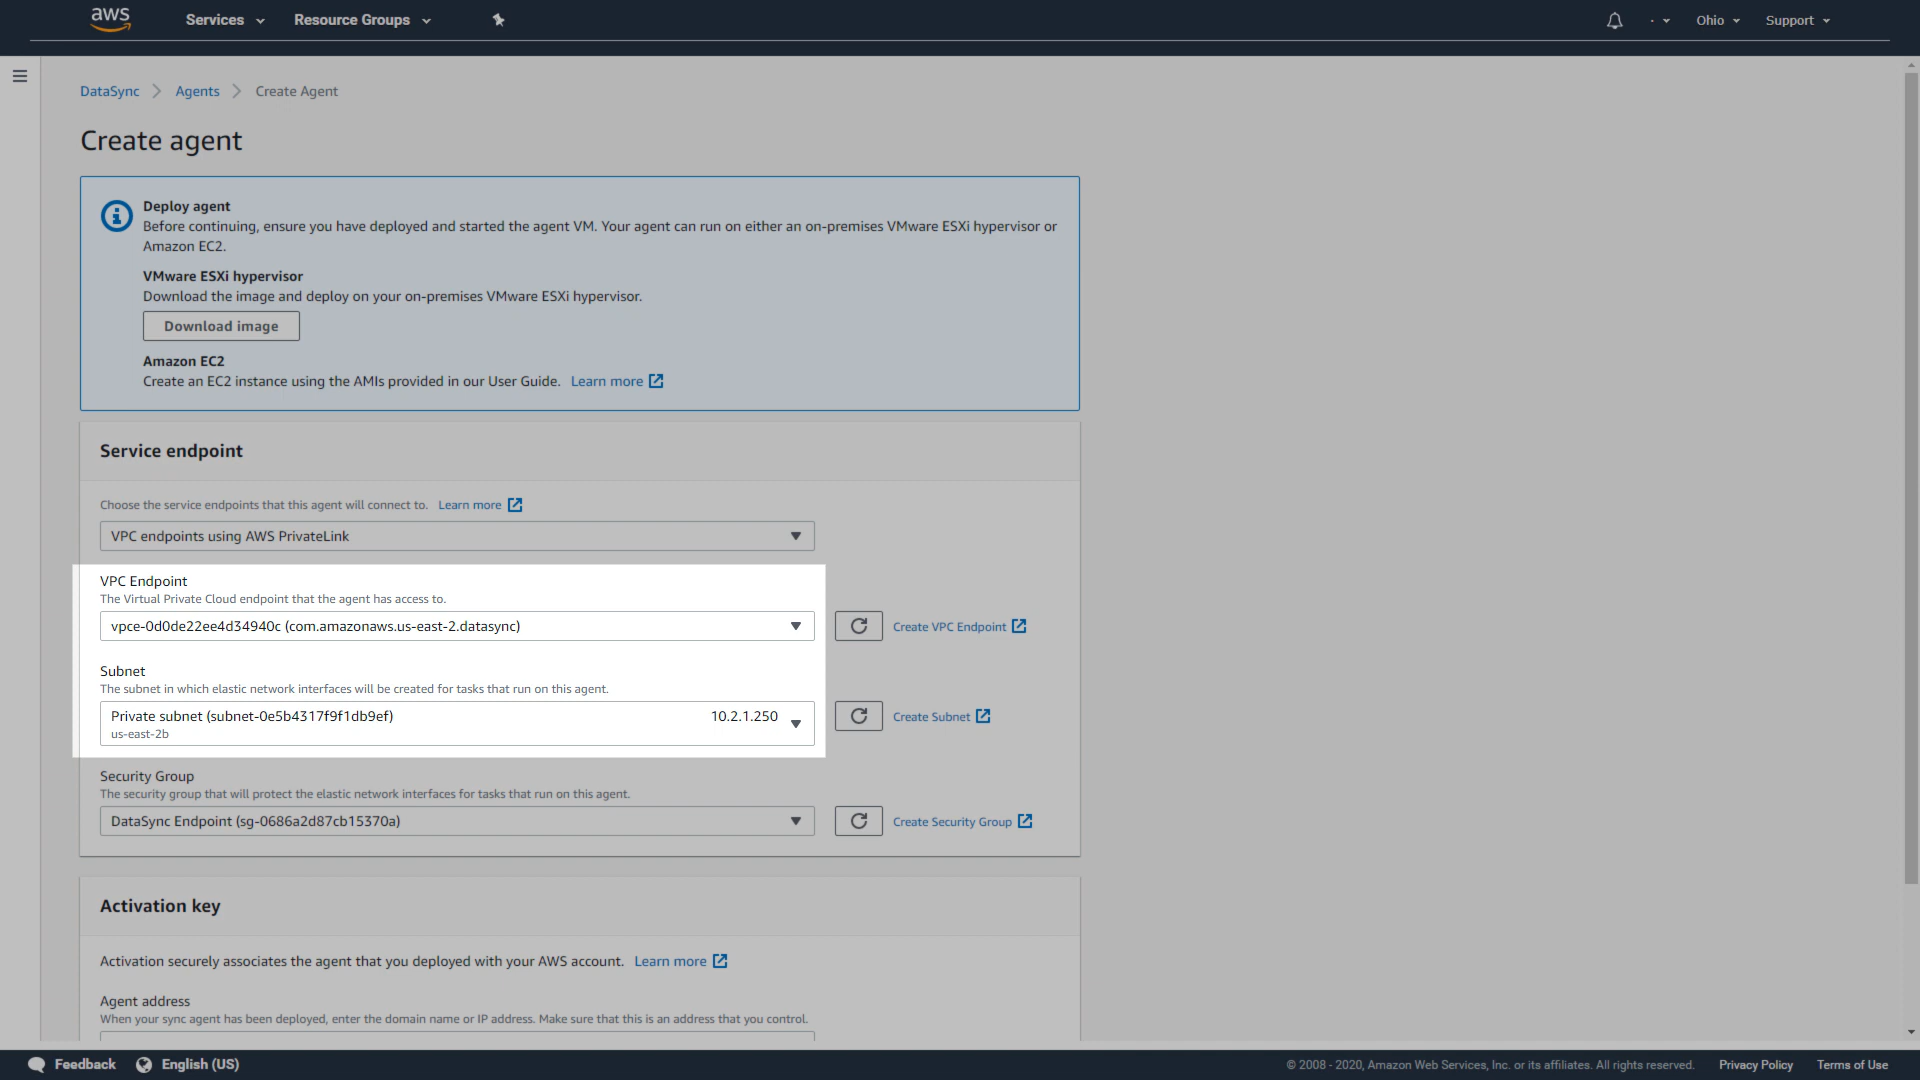 aws
Services
Resource Groups
Ohio
Support
DataSync
Agents
Create Agent
Create agent
Deploy agent
Before continuing, ensure you have deployed and started the agent VM. Your agent can run on either an on-premises VMware ESXi hypervisor or
Amazon EC2.
VMware ESXi hypervisor
Download the image and deploy on your on-premises VMware ESXi hypervisor.
Download image
Amazon EC2
Create an EC2 instance using the AMIs provided in our User Guide. Learn more
Service endpoint
Choose the service endpoints that this agent will connect to. Learn more
VPC endpoints using AWS PrivateLink
VPC Endpoint
The Virtual Private Cloud endpoint that the agent has access to.
vpce-0d0de22ee4d34940c (com.amazonaws.us-east-2.datasync)
Create VPC Endpoint
Subnet
The subnet in which elastic network interfaces will be created for tasks that run on this agent.
Private subnet (subnet-0e5b4317f9f1db9ef) 10.2.1.250
us-east-2b
Create Subnet
Security Group
The security group that will protect the elastic network interfaces for tasks that run on this agent.
DataSync Endpoint (sg-0686a2d87cb15370a)
Create Security Group
Activation key
Activation securely associates the agent that you deployed with your AWS account. Learn more
Agent address
When your sync agent has been deployed, enter the domain name or IP address. Make sure that this is an address that you control.
Feedback
English (US)
© 2008 - 2020, Amazon Web Services, Inc. or its affiliates. All rights reserved.
Privacy Policy
Terms of Use